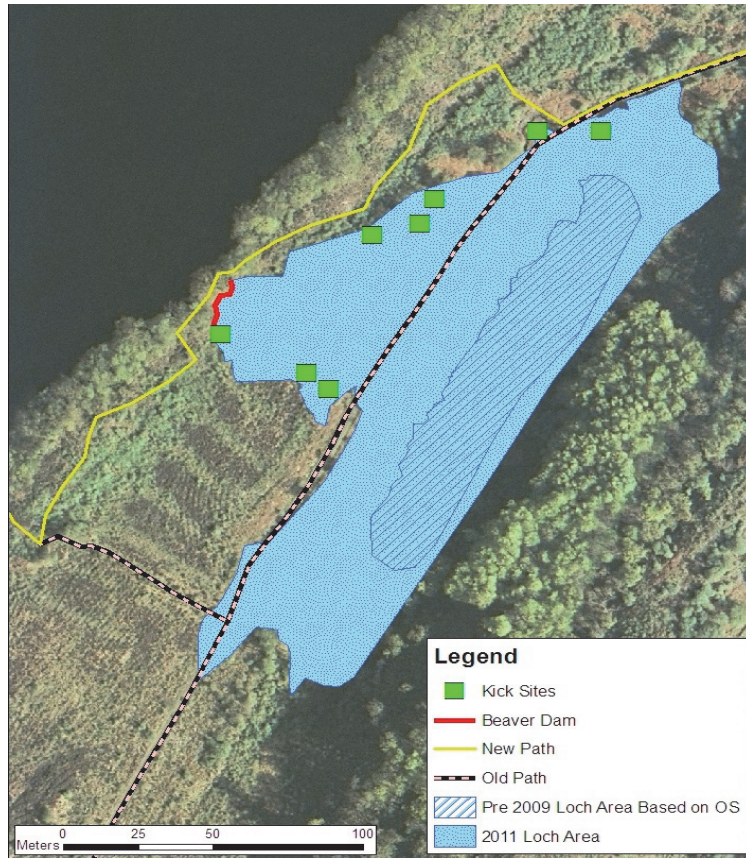 Legend
Kick Sites
Beaver Dam
New Path
Old Path
Pre 2009 Loch Area Based on OS
2011 Loch Area
0 25 50 100
Meters